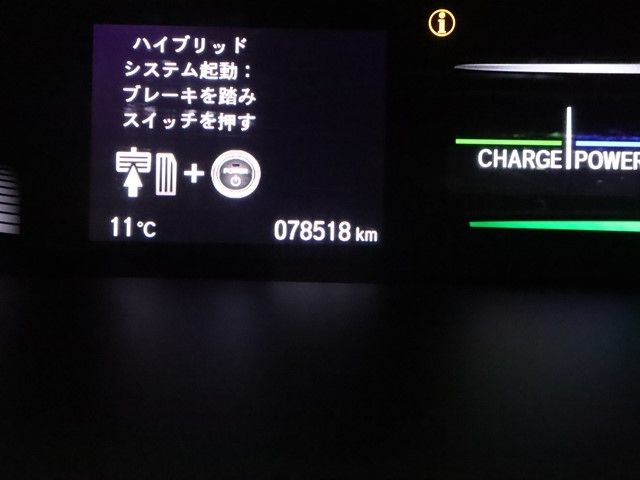 ハイブリッド
システム起動：
ブレーキを踏み
スイッチを押す
+ POWER
11°C 078518 km
i
CHARGE POWER